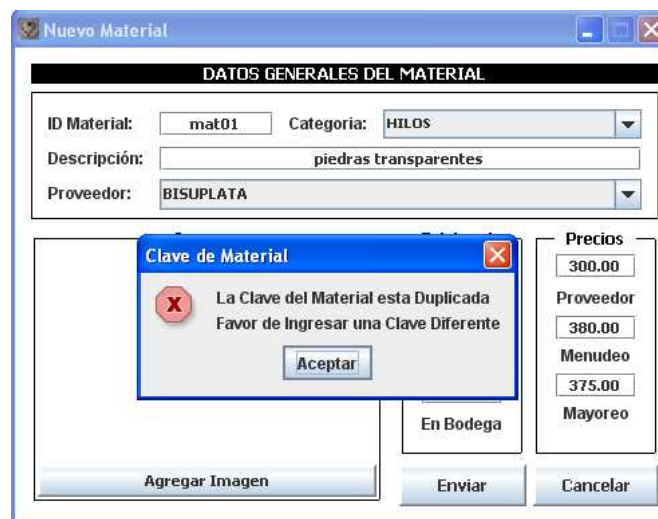 Nuevo Material
DATOS GENERALES DEL MATERIAL
ID Material: mat01 Categoria: HILOS
Descripción: piedras transparentes
Proveedor: BISUPLATA
Clave de Material
La Clave del Material esta Duplicada
Favor de Ingresar una Clave Diferente
Aceptar
En Bodega
Precios
300.00
Proveedor
380.00
Menudeo
375.00
Mayoreo
Agregar Imagen
Enviar
Cancelar